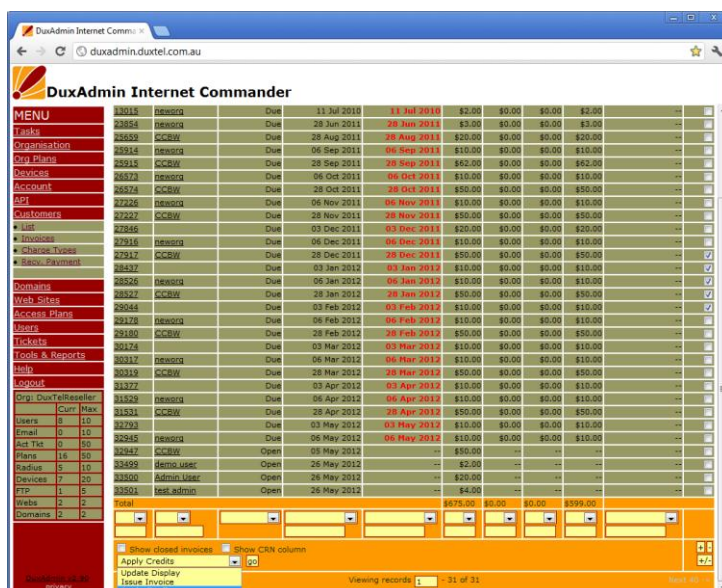 DuxAdmin Internet Comma
duxadmin.duxtel.com.au
DuxAdmin Internet Commander
MENU
Tasks
Organisation
Org Plans
Devices
Account
API
Customers
List
Invoices
Charge Types
Recv. Payment
Domains
Web Sites
Access Plans
Users
Tickets
Tools & Reports
Help
Logout
Org: DuxTelReseller
Curr Max
Users 8 10
Email 0 10
Act Tkt 0 50
Plans 16 50
Radius 5 10
Devices 7 20
FTP 1 5
Webs 2 2
Domains 2 2
privacy
13015 neworg Due 11 Jul 2010 11 Jul 2010 $2.00 $0.00 $0.00 $2.00 --
23854 neworg Due 28 Jun 2011 28 Jun 2011 $3.00 $0.00 $0.00 $3.00 --
25659 CCBW Due 28 Aug 2011 28 Aug 2011 $20.00 $0.00 $0.00 $20.00 --
25914 neworg Due 06 Sep 2011 06 Sep 2011 $10.00 $0.00 $0.00 $10.00 --
25915 CCBW Due 28 Sep 2011 28 Sep 2011 $62.00 $0.00 $0.00 $62.00 --
26573 neworg Due 06 Oct 2011 06 Oct 2011 $10.00 $0.00 $0.00 $10.00 --
26574 CCBW Due 28 Oct 2011 28 Oct 2011 $50.00 $0.00 $0.00 $50.00 --
27226 neworg Due 06 Nov 2011 06 Nov 2011 $10.00 $0.00 $0.00 $10.00 --
27227 CCBW Due 28 Nov 2011 28 Nov 2011 $50.00 $0.00 $0.00 $50.00 --
27846 Due 03 Dec 2011 03 Dec 2011 $20.00 $0.00 $0.00 $20.00 --
27916 neworg Due 06 Dec 2011 06 Dec 2011 $10.00 $0.00 $0.00 $10.00 --
27917 CCBW Due 28 Dec 2011 28 Dec 2011 $50.00 $0.00 $0.00 $50.00 --
28437 Due 03 Jan 2012 03 Jan 2012 $10.00 $0.00 $0.00 $10.00 --
28526 neworg Due 06 Jan 2012 06 Jan 2012 $10.00 $0.00 $0.00 $10.00 --
28527 CCBW Due 28 Jan 2012 28 Jan 2012 $50.00 $0.00 $0.00 $50.00 --
29044 Due 03 Feb 2012 03 Feb 2012 $10.00 $0.00 $0.00 $10.00 --
29178 neworg Due 06 Feb 2012 06 Feb 2012 $10.00 $0.00 $0.00 $10.00 --
29180 CCBW Due 28 Feb 2012 28 Feb 2012 $50.00 $0.00 $0.00 $50.00 --
30174 Due 03 Mar 2012 03 Mar 2012 $10.00 $0.00 $0.00 $10.00 --
30317 neworg Due 06 Mar 2012 06 Mar 2012 $10.00 $0.00 $0.00 $10.00 --
30319 CCBW Due 28 Mar 2012 28 Mar 2012 $50.00 $0.00 $0.00 $50.00 --
31377 Due 03 Apr 2012 03 Apr 2012 $10.00 $0.00 $0.00 $10.00 --
31529 neworg Due 06 Apr 2012 06 Apr 2012 $10.00 $0.00 $0.00 $10.00 --
31531 CCBW Due 28 Apr 2012 28 Apr 2012 $50.00 $0.00 $0.00 $50.00 --
32793 Due 03 May 2012 03 May 2012 $10.00 $0.00 $0.00 $10.00 --
32945 neworg Due 06 May 2012 06 May 2012 $10.00 $0.00 $0.00 $10.00 --
32947 CCBW Open 05 May 2012 -- $50.00 -- -- -- --
33499 demo user Open 26 May 2012 -- $2.00 -- -- -- --
33500 Admin User Open 26 May 2012 -- $20.00 -- -- -- --
33501 test admin Open 26 May 2012 -- $4.00 -- -- -- --
Total $675.00 $0.00 $0.00 $599.00
Show closed invoices Show CRN column
Apply Credits go
Update Display
Issue Invoice
Viewing records 1 - 31 of 31
Next 40 ->
+ -
+/-